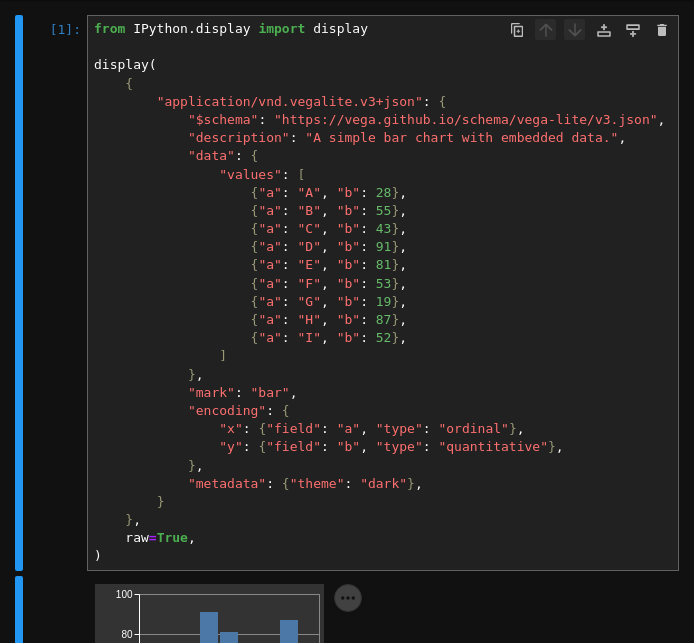 [1]: from IPython.display import display
display(
    {
        "application/vnd.vegalite.v3+json": {
            "$schema": "https://vega.github.io/schema/vega-lite/v3.json",
            "description": "A simple bar chart with embedded data.",
            "data": {
                "values": [
                    {"a": "A", "b": 28},
                    {"a": "B", "b": 55},
                    {"a": "C", "b": 43},
                    {"a": "D", "b": 91},
                    {"a": "E", "b": 81},
                    {"a": "F", "b": 53},
                    {"a": "G", "b": 19},
                    {"a": "H", "b": 87},
                    {"a": "I", "b": 52},
                ]
            },
            "mark": "bar",
            "encoding": {
                "x": {"field": "a", "type": "ordinal"},
                "y": {"field": "b", "type": "quantitative"},
            },
            "metadata": {"theme": "dark"},
        }
    },
    raw=True,
)
100
80